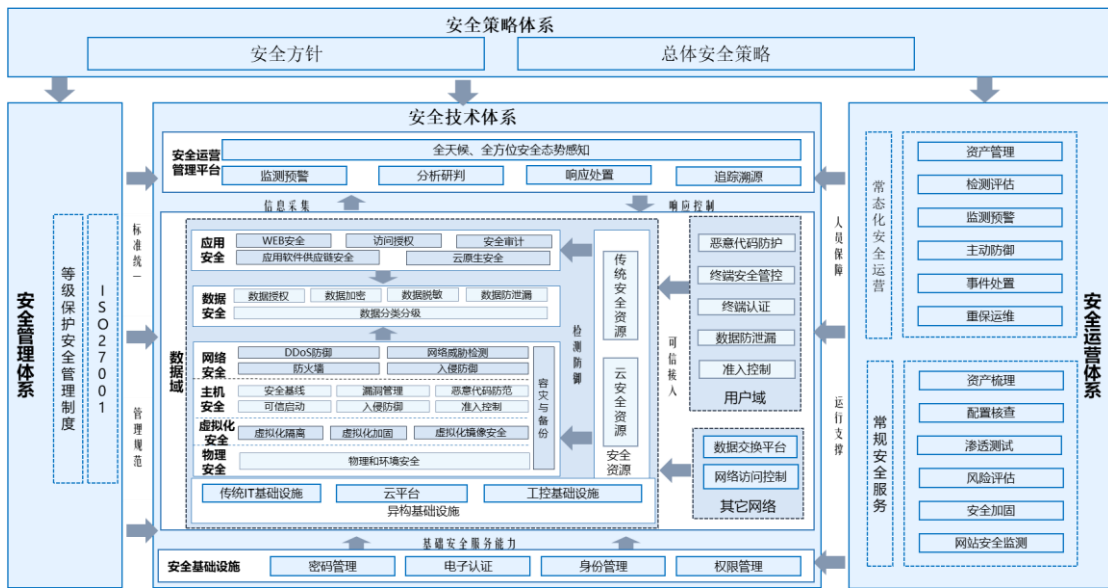 安全策略体系
安全方针
总体安全策略
安全管理体系
等级保护安全管理制度
ISO27001
标准统一
管理规范
安全技术体系
安全运营
管理平台
全天候、全方位安全态势感知
监测预警
分析研判
响应处置
追踪溯源
信息采集
响应控制
数据域
应用
安全
WEB安全
访问授权
安全审计
应用软件供应链安全
云原生安全
数据
安全
数据授权
数据加密
数据脱敏
数据防泄漏
数据分类分级
网络
安全
DDoS防御
网络威胁检测
防火墙
入侵防御
主机
安全
安全基线
漏洞管理
恶意代码防范
可信启动
入侵防御
准入控制
虚拟化
安全
虚拟化隔离
虚拟化加固
虚拟化镜像安全
物理
安全
物理和环境安全
容灾与备份
检测防御
传统安全资源
云安全资源
安全
资源
传统IT基础设施
云平台
工控基础设施
异构基础设施
可信接入
恶意代码防护
终端安全管控
终端认证
数据防泄漏
准入控制
用户域
数据交换平台
网络访问控制
其它网络
基础安全服务能力
安全基础设施
密码管理
电子认证
身份管理
权限管理
人员保障
运行支撑
安全运营体系
常态化安全运营
资产管理
检测评估
监测预警
主动防御
事件处置
重保运维
常规安全服务
资产梳理
配置核查
渗透测试
风险评估
安全加固
网站安全监测